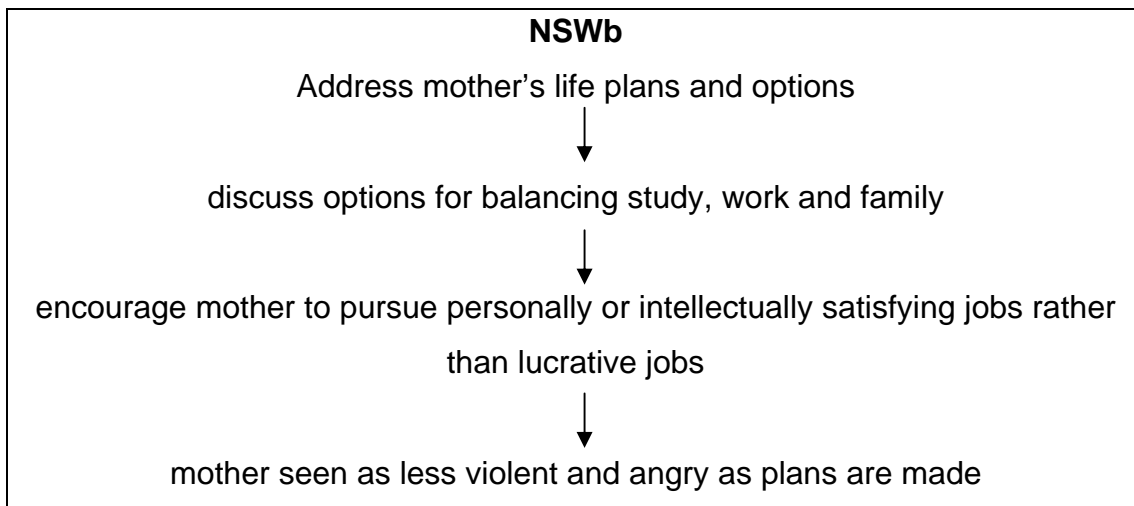 NSWb
Address mother’s life plans and options
discuss options for balancing study, work and family
encourage mother to pursue personally or intellectually satisfying jobs rather
than lucrative jobs
mother seen as less violent and angry as plans are made